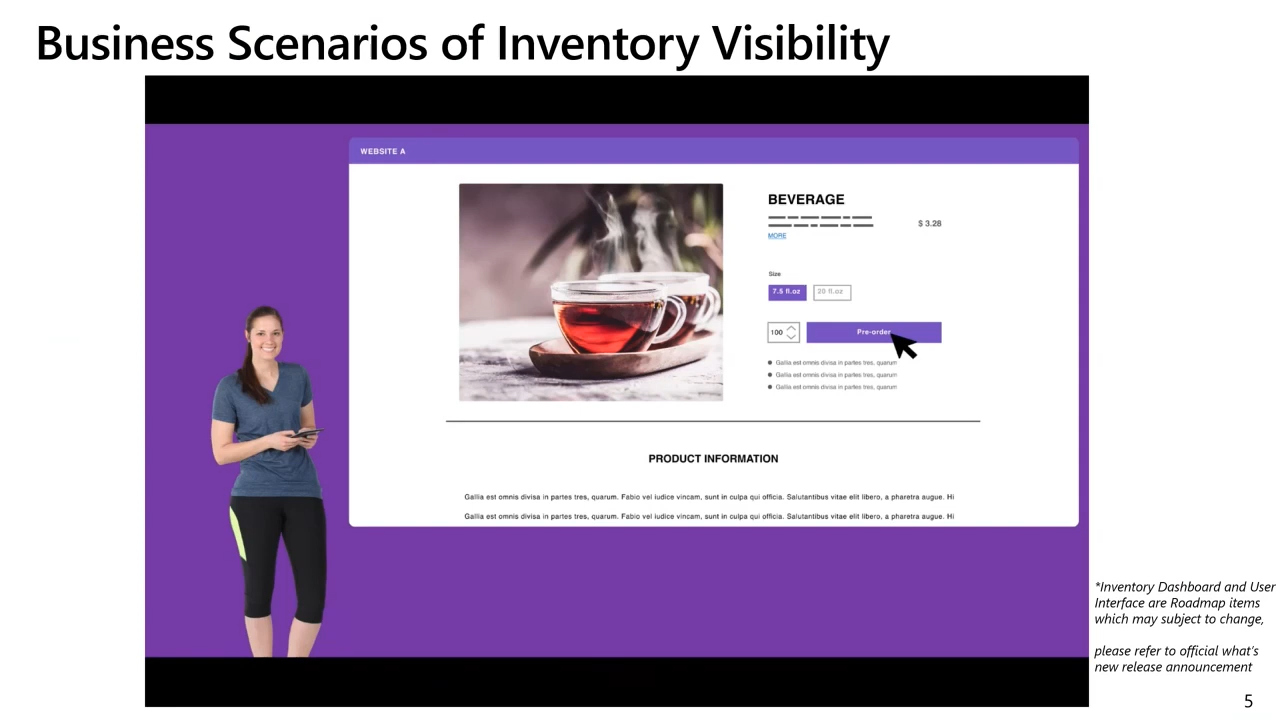 Business Scenarios of Inventory Visibility
WEBSITE A
BEVERAGE
$ 3.28
MORE
Size
7.5 fl.oz
20 fl.oz
100
Pre-order
Gallia est omnis divisa in partes tres, quarum
Gallia est omnis divisa in partes tres, quarum
Gallia est omnis divisa in partes tres, quarum
PRODUCT INFORMATION
Gallia est omnis divisa in partes tres, quarum. Fabio vel iudice vincam, sunt in culpa qui officia. Salutantibus vitae elit libero, a pharetra augue. Hi
Gallia est omnis divisa in partes tres, quarum. Fabio vel iudice vincam, sunt in culpa qui officia. Salutantibus vitae elit libero, a pharetra augue. Hi
*Inventory Dashboard and User
Interface are Roadmap items
which may subject to change,
please refer to official what's
new release announcement
5